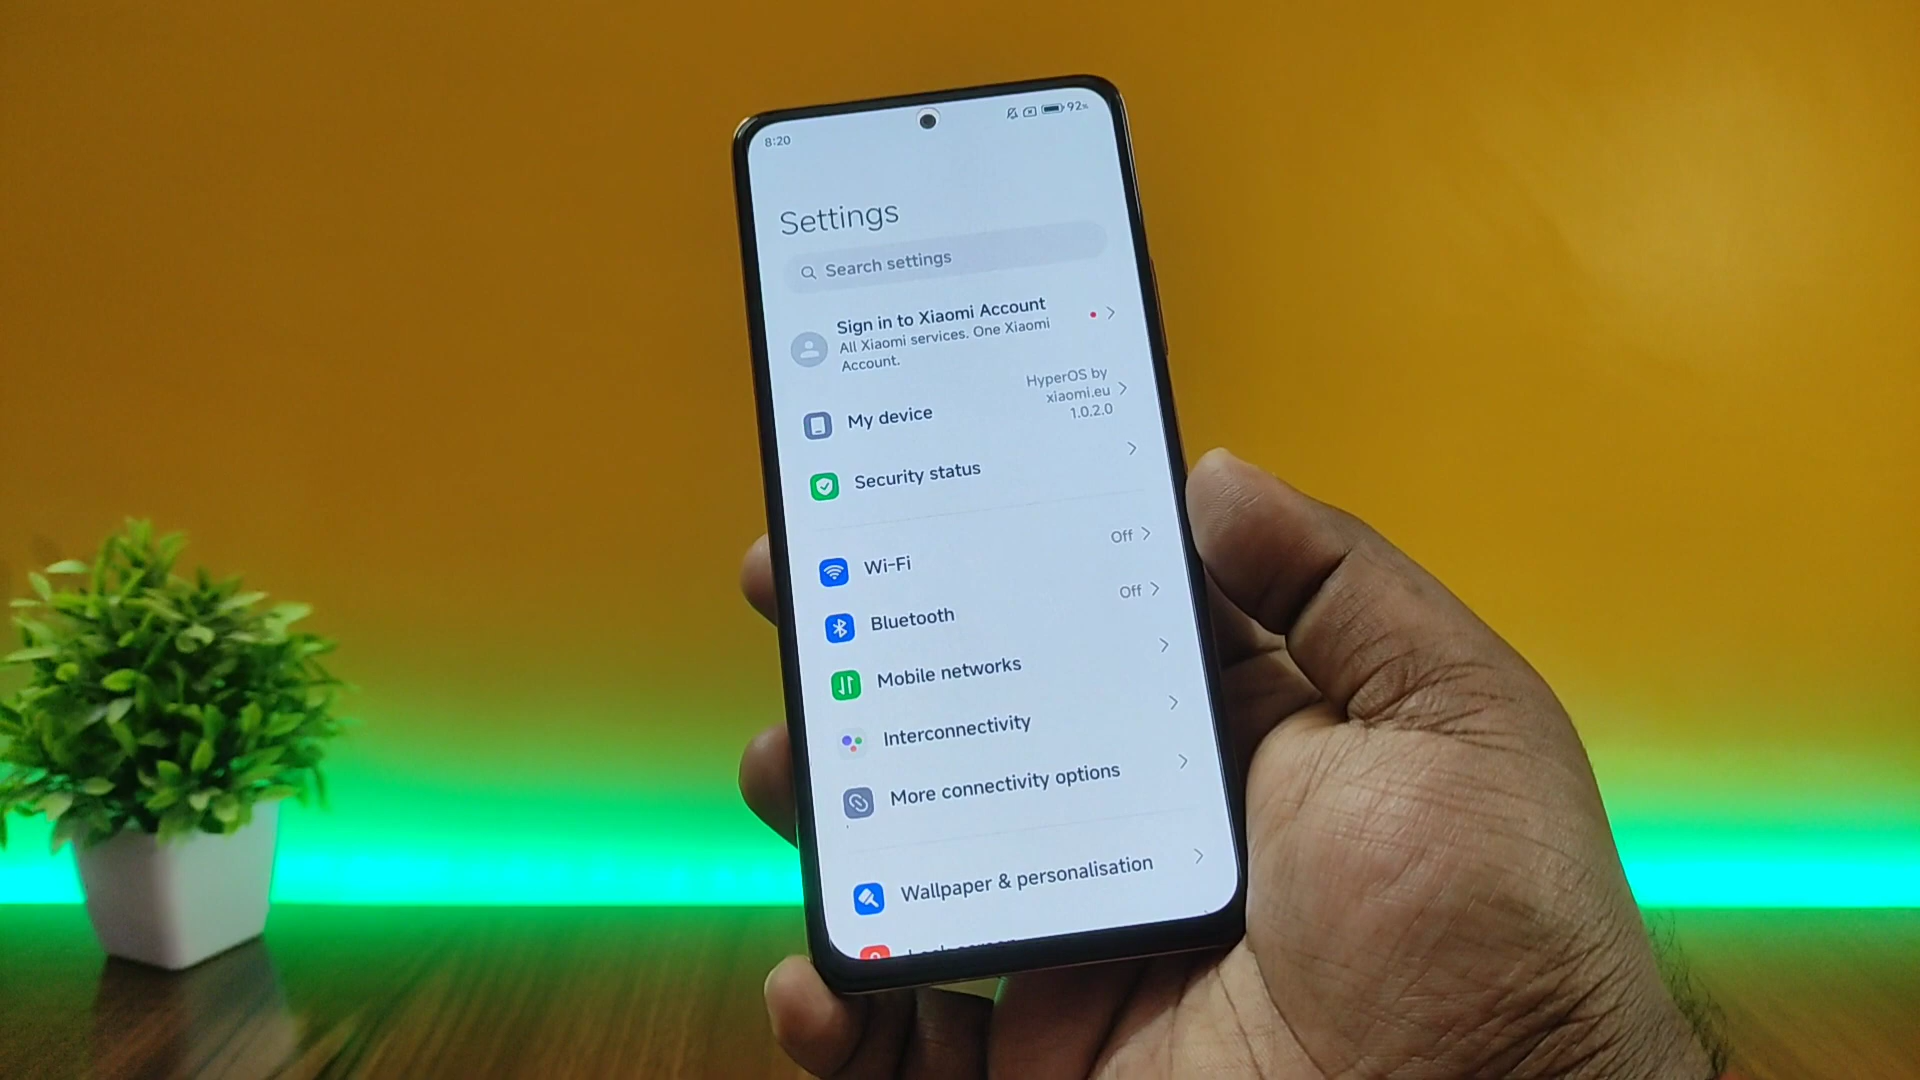 8:20
92%
Settings
Search settings
Sign in to Xiaomi Account
All Xiaomi services. One Xiaomi
Account.
My device
HyperOS by
xiaomi.eu
1.0.2.0
Security status
Wi-Fi
Off
Bluetooth
Off
Mobile networks
Interconnectivity
More connectivity options
Wallpaper & personalisation